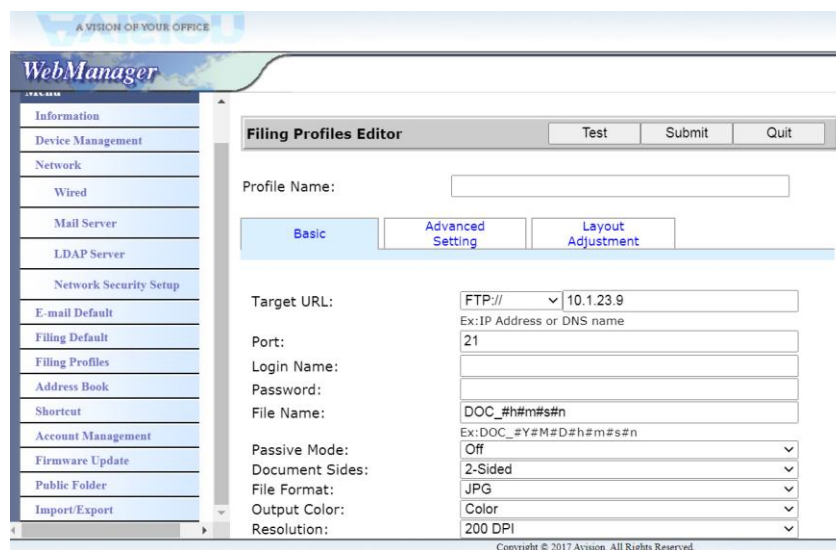 A VISION OF YOUR OFFICE
WebManager
Menu
Information
Device Management
Network
Wired
Mail Server
LDAP Server
Network Security Setup
E-mail Default
Filing Default
Filing Profiles
Address Book
Shortcut
Account Management
Firmware Update
Public Folder
Import/Export
Filing Profiles Editor Test Submit Quit
Profile Name:
Basic Advanced Setting Layout Adjustment
Target URL: FTP:// 10.1.23.9
Ex:IP Address or DNS name
Port: 21
Login Name:
Password:
File Name: DOC_#h#m#s#n
Ex:DOC_#Y#M#D#h#m#s#n
Passive Mode: Off
Document Sides: 2-Sided
File Format: JPG
Output Color: Color
Resolution: 200 DPI
Copyright © 2017 Avision. All Rights Reserved.